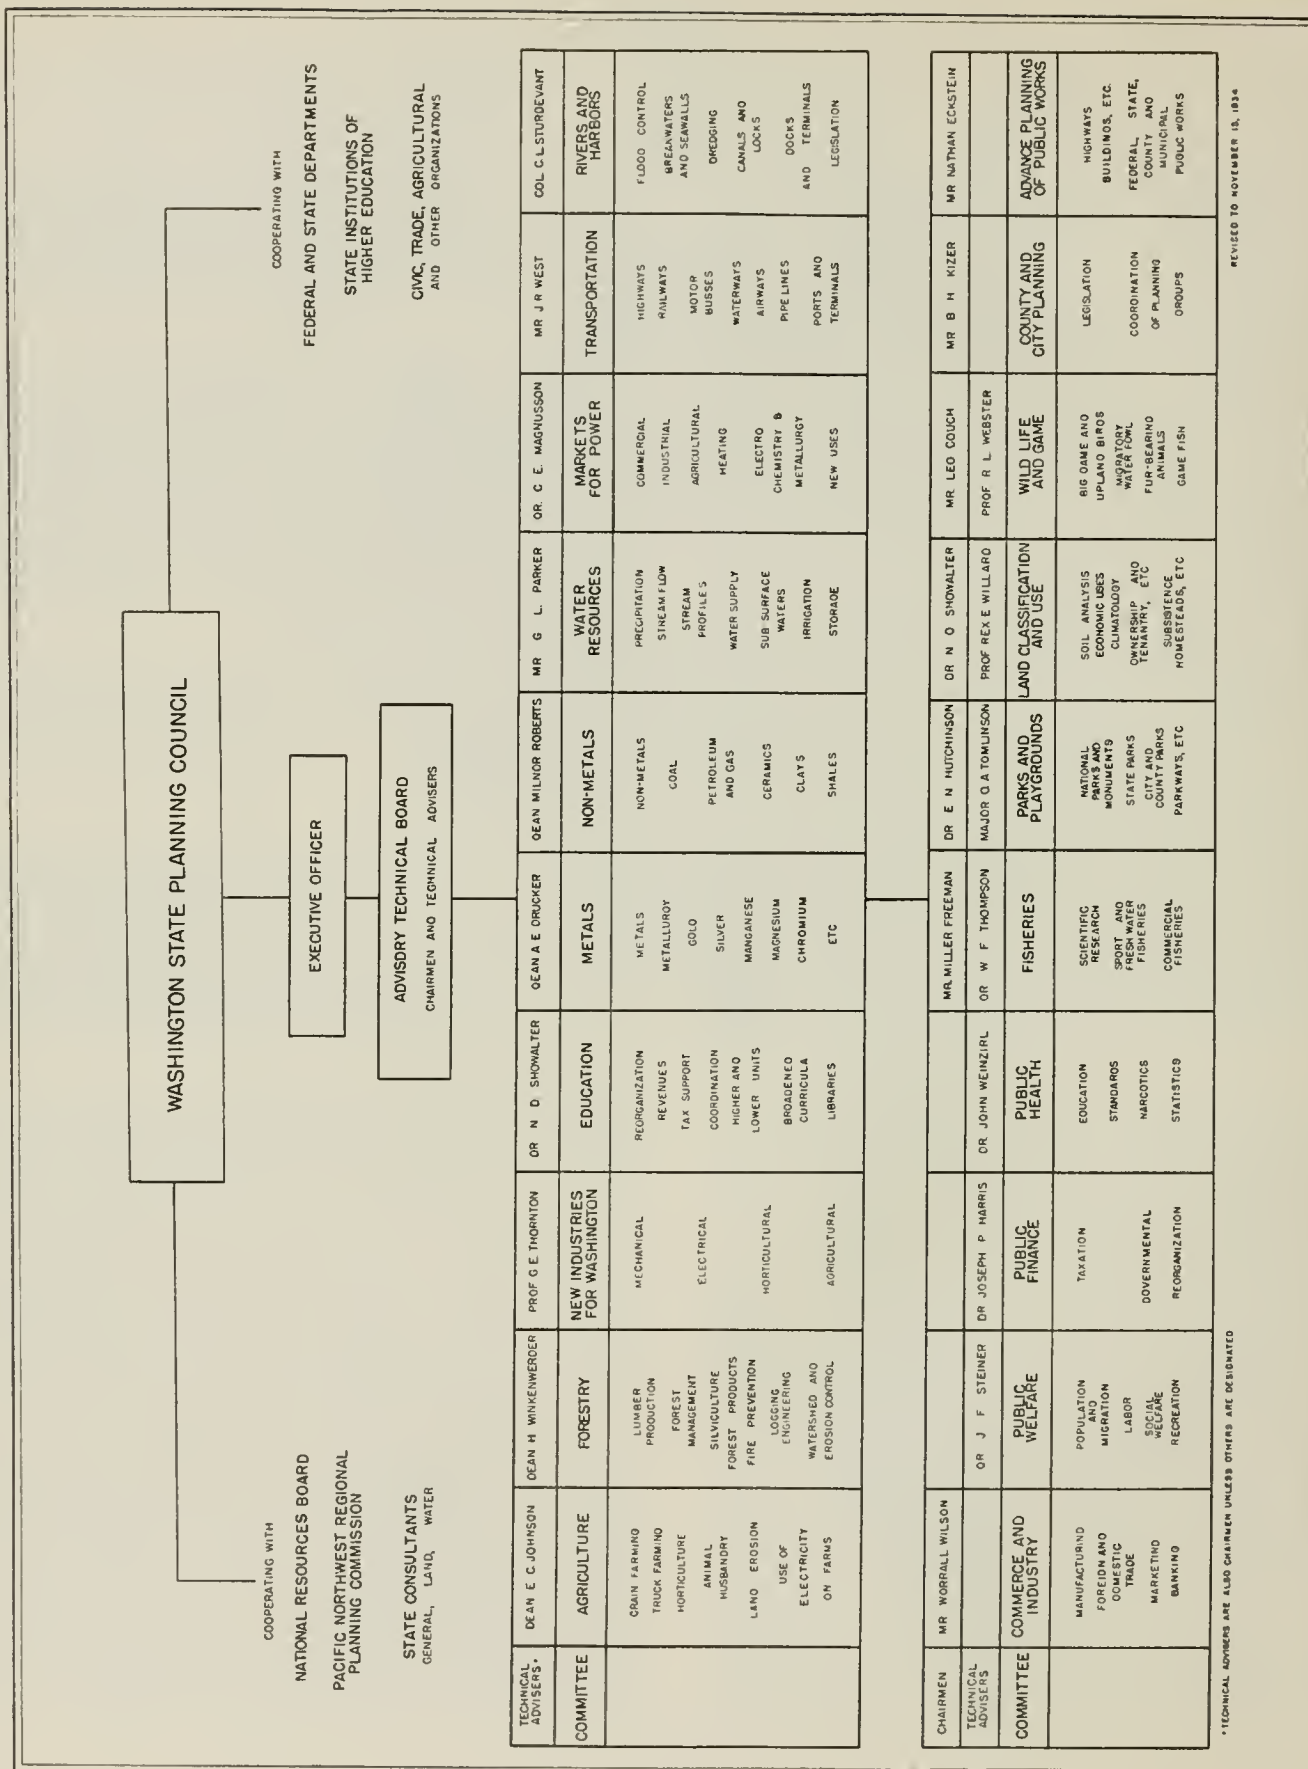 WASHINGTON STATE PLANNING COUNCIL
COOPERATING WITH
NATIONAL RESOURCES BOARD
PACIFIC NORTHWEST REGIONAL
PLANNING COMMISSION
STATE CONSULTANTS
GENERAL, LAND, WATER
EXECUTIVE OFFICER
ADVISORY TECHNICAL BOARD
CHAIRMEN AND TECHNICAL ADVISERS
COOPERATING WITH
FEDERAL AND STATE DEPARTMENTS
STATE INSTITUTIONS OF
HIGHER EDUCATION
CIVIC, TRADE, AGRICULTURAL
AND OTHER ORGANIZATIONS
TECHNICAL
ADVISERS*
COMMITTEE
DEAN E C JOHNSON
AGRICULTURE
GRAIN FARMING
TRUCK FARMING
HORTICULTURE
ANIMAL
HUSBANDRY
LAND EROSION
USE OF
ELECTRICITY
ON FARMS
DEAN H WINKENWERDER
FORESTRY
LUMBER
PRODUCTION
FOREST
MANAGEMENT
SILVICULTURE
FOREST PRODUCTS
FIRE PREVENTION
LOGGING
ENGINEERING
WATERSHED AND
EROSION CONTROL
PROF G E THORNTON
NEW INDUSTRIES
FOR WASHINGTON
MECHANICAL
ELECTRICAL
HORTICULTURAL
AGRICULTURAL
DR N D SHOWALTER
EDUCATION
REORGANIZATION
REVENUES
TAX SUPPORT
COORDINATION
HIGHER AND
LOWER UNITS
BROADENED
CURRICULA
LIBRARIES
DEAN A E DRUCKER
METALS
METALS
METALLURGY
GOLD
SILVER
MANGANESE
MAGNESIUM
CHROMIUM
ETC
DEAN MILNOR ROBERTS
NON-METALS
NON-METALS
COAL
PETROLEUM
AND GAS
CERAMICS
CLAYS
SHALES
MR G L PARKER
WATER
RESOURCES
PRECIPITATION
STREAM FLOW
STREAM
PROFILES
WATER SUPPLY
SUB SURFACE
WATERS
IRRIGATION
STORAGE
DR. C E MAGNUSSON
MARKETS
FOR POWER
COMMERCIAL
INDUSTRIAL
AGRICULTURAL
HEATING
ELECTRO
CHEMISTRY &
METALLURGY
NEW USES
MR J R WEST
TRANSPORTATION
HIGHWAYS
RAILWAYS
MOTOR
BUSSES
WATERWAYS
AIRWAYS
PIPE LINES
PORTS AND
TERMINALS
COL C L STURDEVANT
RIVERS AND
HARBORS
FLOOD CONTROL
BREAKWATERS
AND SEAWALLS
DREDGING
CANALS AND
LOCKS
DOCKS
AND TERMINALS
LEGISLATION
CHAIRMEN
TECHNICAL
ADVISERS
COMMITTEE
MR WORRALL WILSON
COMMERCE AND
INDUSTRY
MANUFACTURING
FOREIGN AND
DOMESTIC
TRADE
MARKETING
BANKING
DR J F STEINER
PUBLIC
WELFARE
POPULATION
AND
MIGRATION
LABOR
SOCIAL
WELFARE
RECREATION
DR JOSEPH P HARRIS
PUBLIC
FINANCE
TAXATION
GOVERNMENTAL
REORGANIZATION
DR JOHN WEINZIRL
PUBLIC
HEALTH
EDUCATION
STANDARDS
NARCOTICS
STATISTICS
MR. MILLER FREEMAN
DR W F THOMPSON
FISHERIES
SCIENTIFIC
RESEARCH
SPORT AND
FRESH WATER
FISHERIES
COMMERCIAL
FISHERIES
DR E N HUTCHINSON
MAJOR O A TOMLINSON
PARKS AND
PLAYGROUNDS
NATIONAL
PARKS AND
MONUMENTS
STATE PARKS
CITY AND
COUNTY PARKS
PARKWAYS, ETC
DR N O SHOWALTER
PROF REX E WILLARD
LAND CLASSIFICATION
AND USE
SOIL ANALYSIS
ECONOMIC USES
CLIMATOLOGY
OWNERSHIP AND
TENANTRY, ETC
SUBSISTENCE
HOMESTEADS, ETC
MR. LEO COUCH
PROF R L WEBSTER
WILD LIFE
AND GAME
BIG GAME AND
UPLAND BIRDS
MIGRATORY
WATER FOWL
FUR-BEARING
ANIMALS
GAME FISH
MR B H KIZER
COUNTY AND
CITY PLANNING
LEGISLATION
COORDINATION
OF PLANNING
GROUPS
MR NATHAN ECKSTEIN
ADVANCE PLANNING
OF PUBLIC WORKS
HIGHWAYS
BUILDINGS, ETC.
FEDERAL, STATE,
COUNTY AND
MUNICIPAL
PUBLIC WORKS
*TECHNICAL ADVISERS ARE ALSO CHAIRMEN UNLESS OTHERS ARE DESIGNATED
REVISED TO NOVEMBER 15, 1934